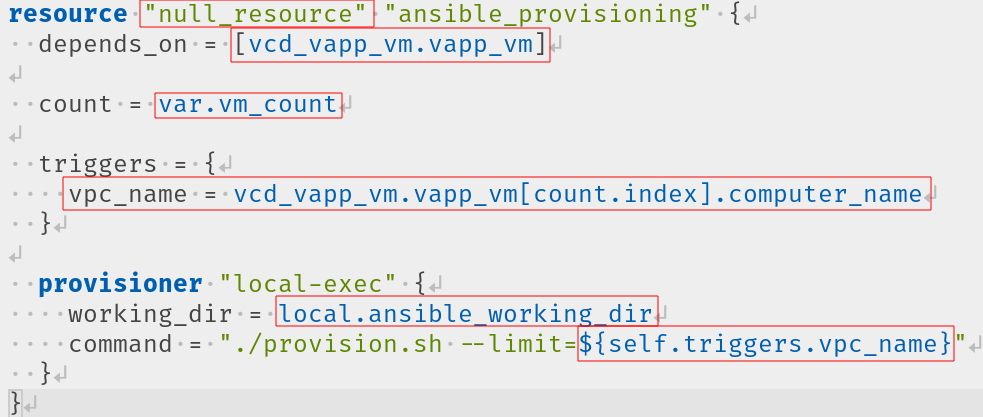 resource "null_resource" "ansible_provisioning" {
  depends_on = [vcd_vapp_vm.vapp_vm]

  count = var.vm_count

  triggers = {
    vpc_name = vcd_vapp_vm.vapp_vm[count.index].computer_name
  }

  provisioner "local-exec" {
    working_dir = local.ansible_working_dir
    command = "./provision.sh --limit=${self.triggers.vpc_name}"
  }
}